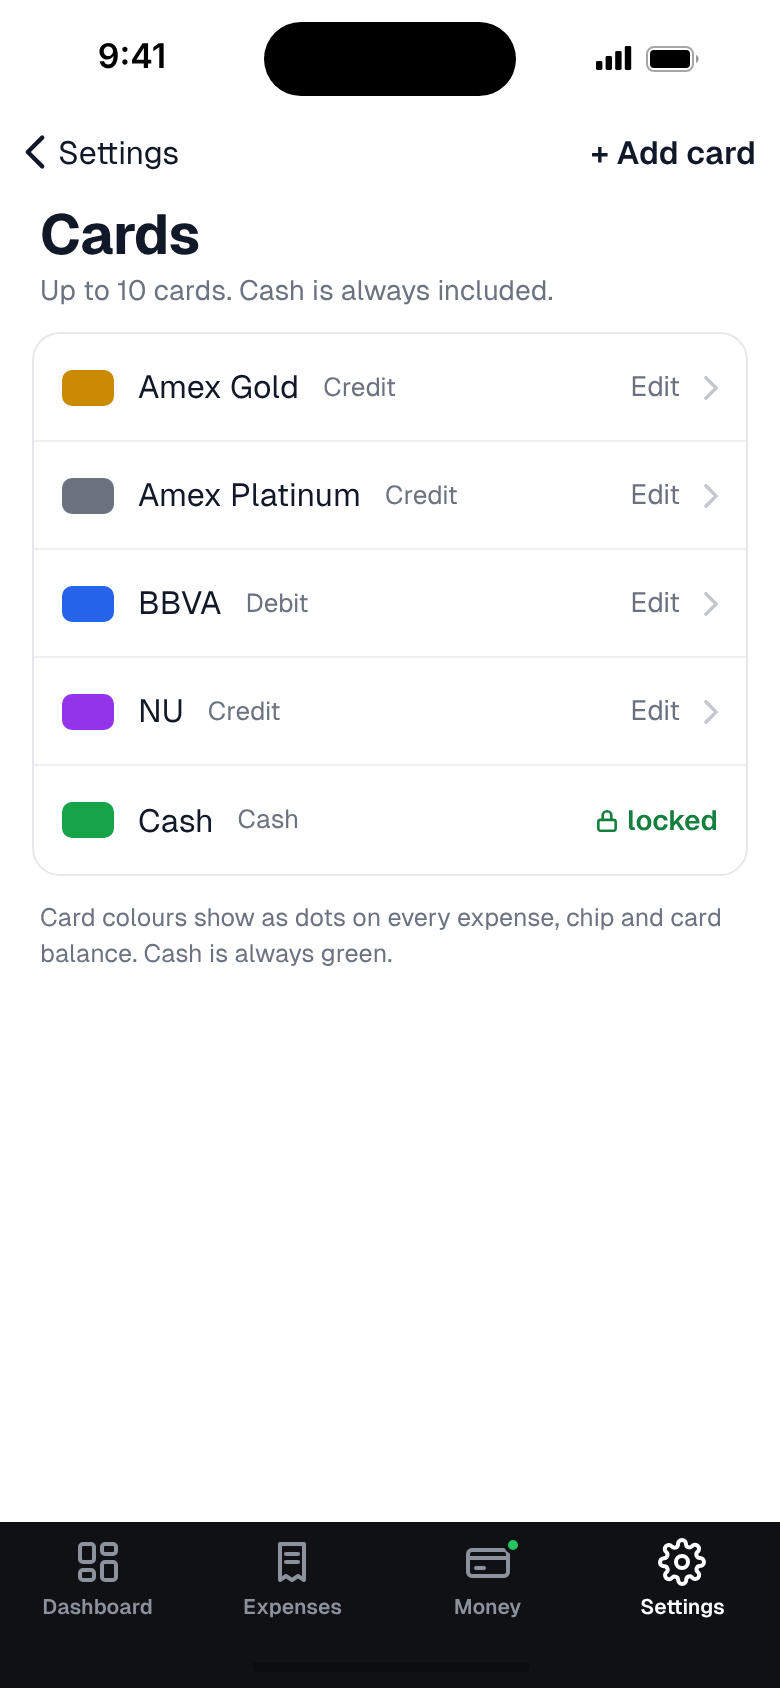 9:41
Settings
+ Add card
Cards
Up to 10 cards. Cash is always included.
Amex Gold Credit Edit
Amex Platinum Credit Edit
BBVA Debit Edit
NU Credit Edit
Cash Cash locked
Card colours show as dots on every expense, chip and card
balance. Cash is always green.
Dashboard Expenses Money Settings